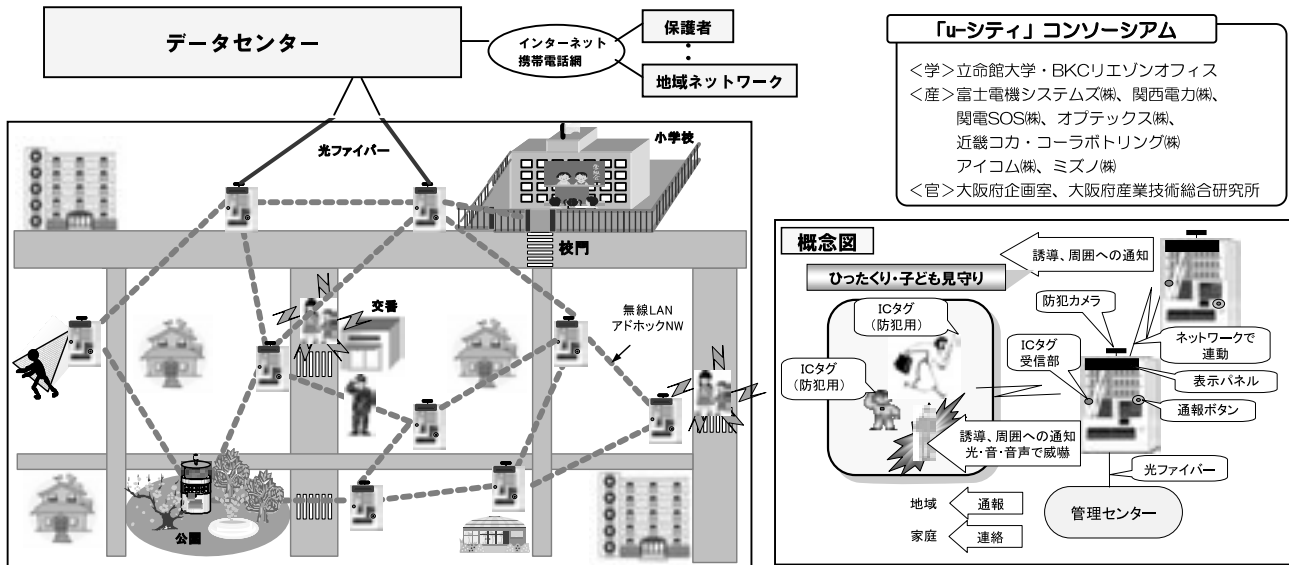 データセンター
インターネット
携帯電話網
保護者
・
・
地域ネットワーク
光ファイバー
小学校
校門
交番
無線LAN
アドホックNW
公園
「u-シティ」コンソーシアム
＜学＞立命館大学・BKCリエゾンオフィス
＜産＞富士電機システムズ㈱、関西電力㈱、
関電SOS㈱、オプテックス㈱、
近畿コカ・コーラボトリング㈱
アイコム㈱、ミズノ㈱
＜官＞大阪府企画室、大阪府産業技術総合研究所
概念図
誘導、周囲への通知
ひったくり・子ども見守り
ICタグ
（防犯用）
ICタグ
（防犯用）
防犯カメラ
ICタグ
受信部
ネットワークで
連動
表示パネル
通報ボタン
誘導、周囲への通知
光・音・音声で威嚇
光ファイバー
管理センター
地域
通報
家庭
連絡